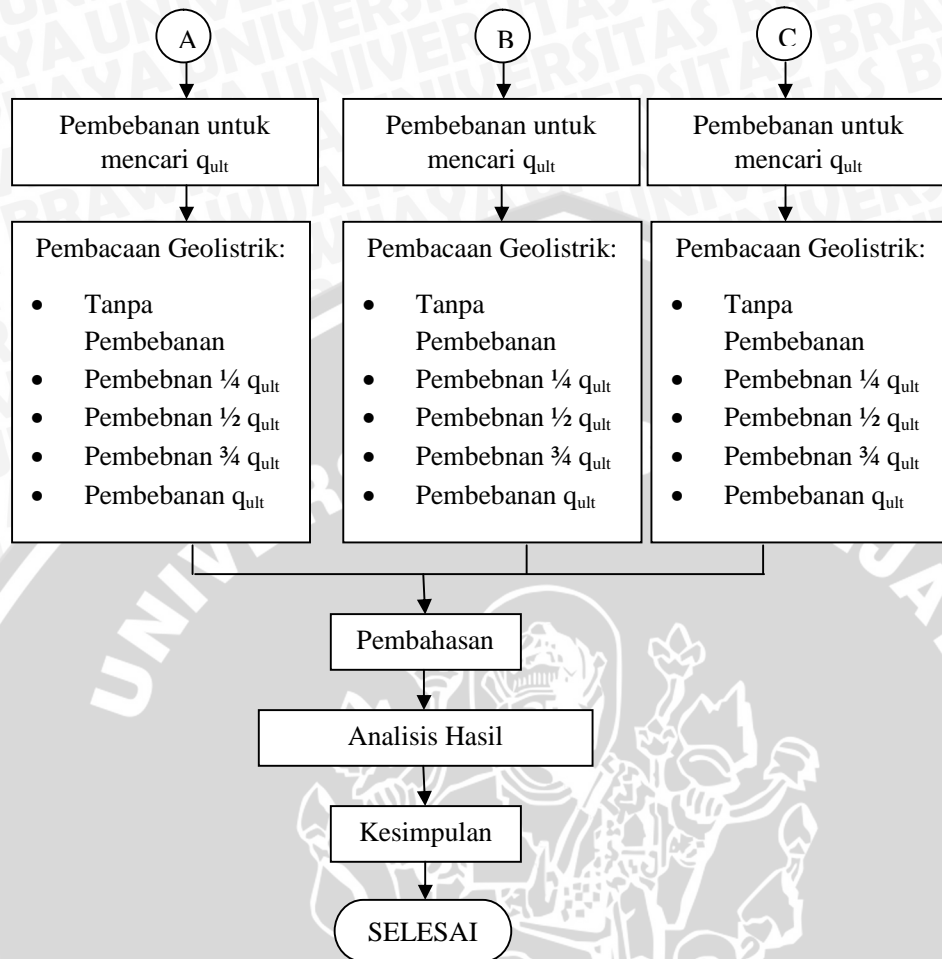 A
Pembebanan untuk
mencari qult
Pembacaan Geolistrik:
• Tanpa
Pembebanan
• Pembebnan ¼ qult
• Pembebnan ½ qult
• Pembebnan ¾ qult
• Pembebanan qult
B
Pembebanan untuk
mencari qult
Pembacaan Geolistrik:
• Tanpa
Pembebanan
• Pembebnan ¼ qult
• Pembebnan ½ qult
• Pembebnan ¾ qult
• Pembebanan qult
C
Pembebanan untuk
mencari qult
Pembacaan Geolistrik:
• Tanpa
Pembebanan
• Pembebnan ¼ qult
• Pembebnan ½ qult
• Pembebnan ¾ qult
• Pembebanan qult
Pembahasan
Analisis Hasil
Kesimpulan
SELESAI